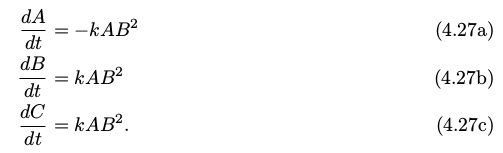 dA/dt = −kAB² (4.27a)
dB/dt = kAB² (4.27b)
dC/dt = kAB². (4.27c)